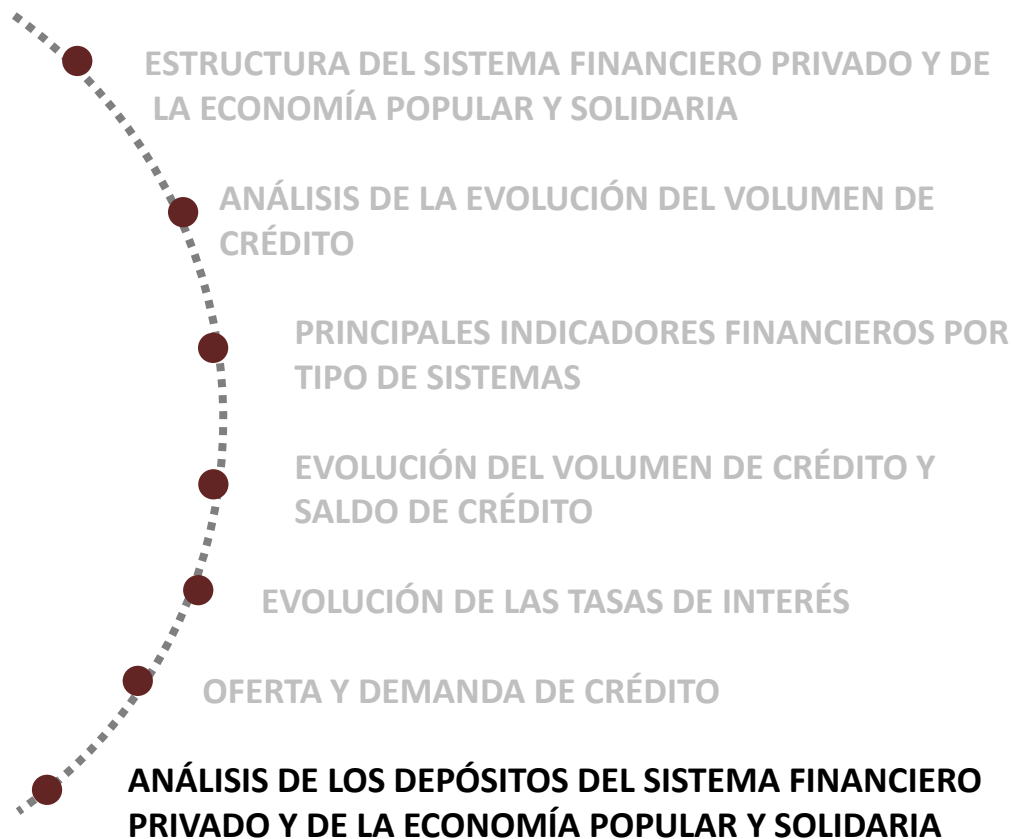 ESTRUCTURA DEL SISTEMA FINANCIERO PRIVADO Y DE
LA ECONOMÍA POPULAR Y SOLIDARIA
ANÁLISIS DE LA EVOLUCIÓN DEL VOLUMEN DE
CRÉDITO
PRINCIPALES INDICADORES FINANCIEROS POR
TIPO DE SISTEMAS
EVOLUCIÓN DEL VOLUMEN DE CRÉDITO Y
SALDO DE CRÉDITO
EVOLUCIÓN DE LAS TASAS DE INTERÉS
OFERTA Y DEMANDA DE CRÉDITO
ANÁLISIS DE LOS DEPÓSITOS DEL SISTEMA FINANCIERO
PRIVADO Y DE LA ECONOMÍA POPULAR Y SOLIDARIA